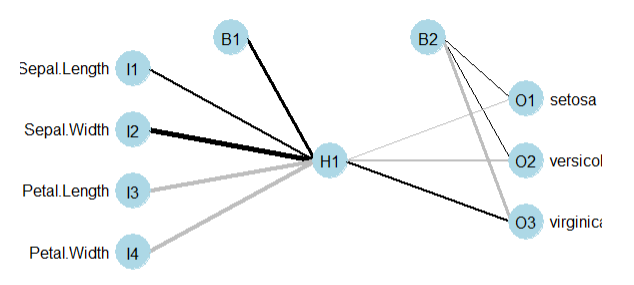 B1
B2
Sepal.Length
I1
O1
setosa
Sepal.Width
I2
H1
O2
versicol
Petal.Length
I3
O3
virginica
Petal.Width
I4